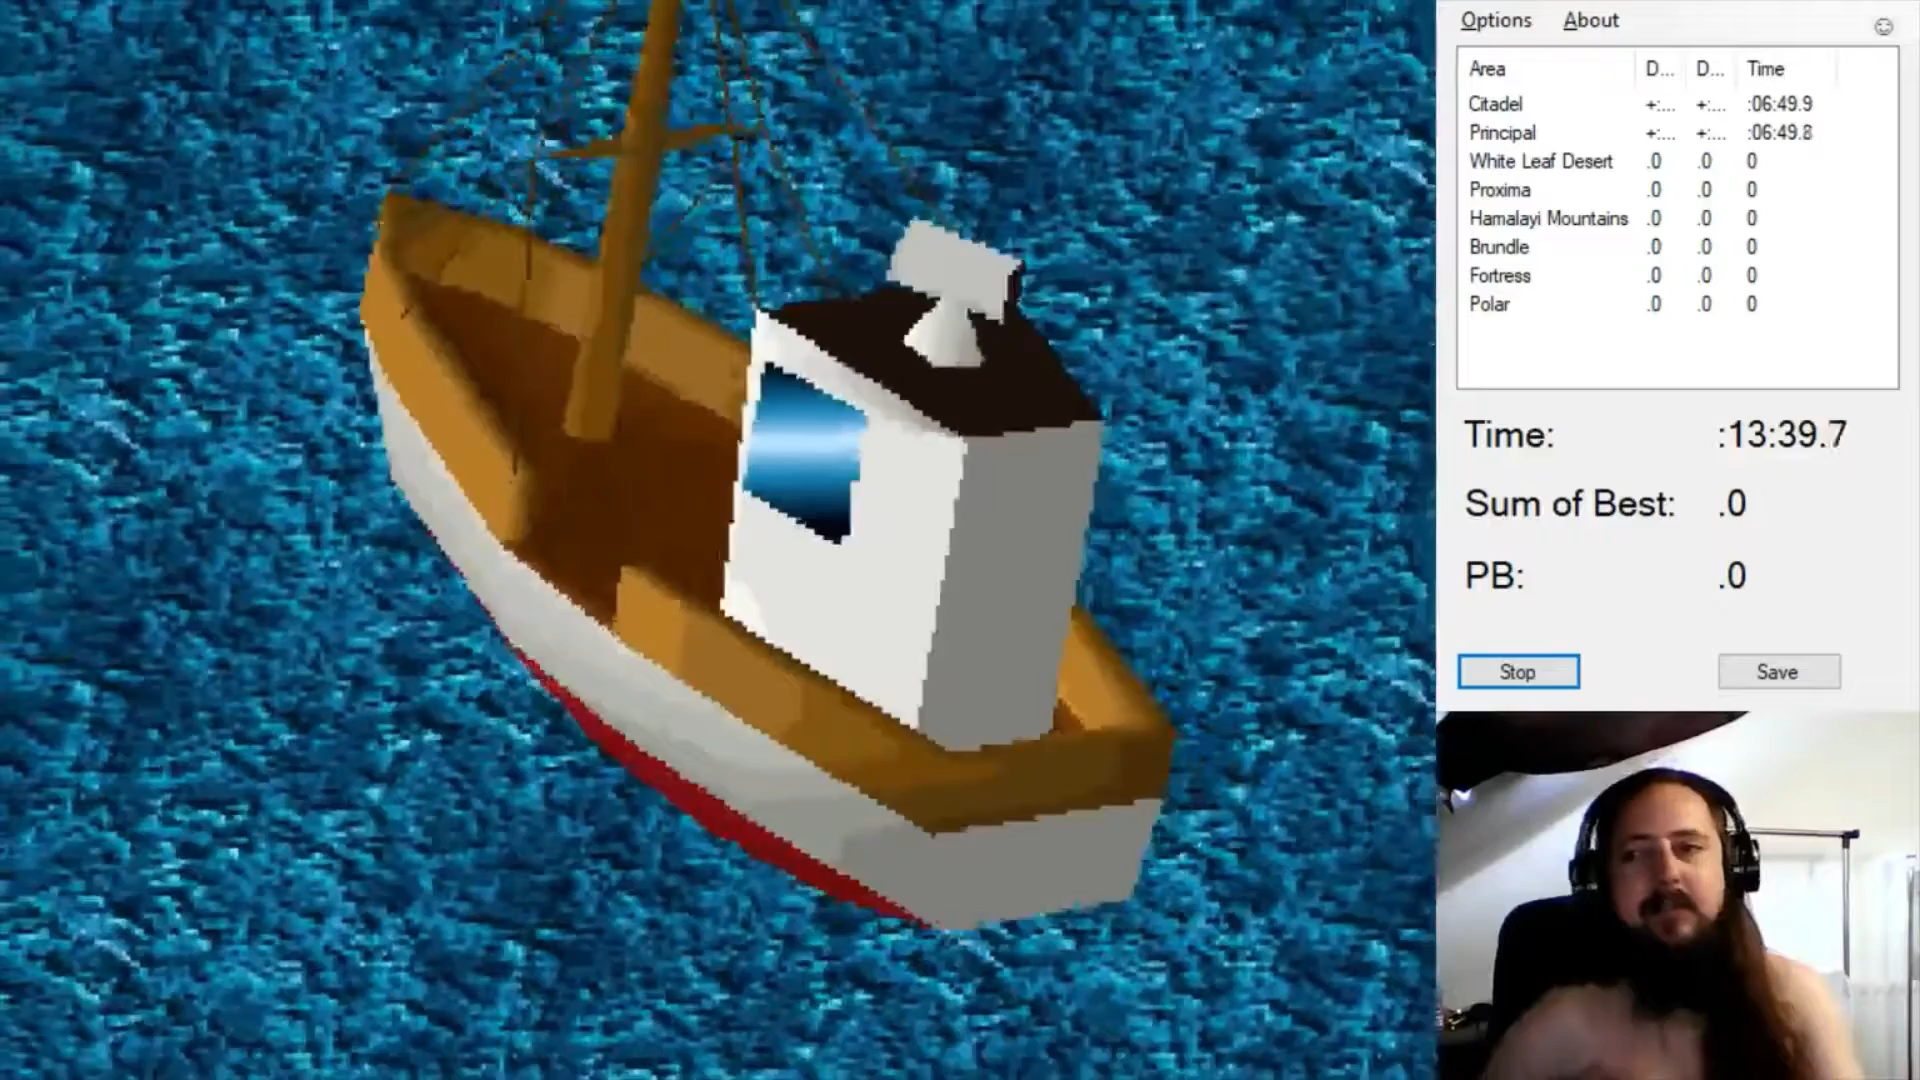 Options About
Area D... D... Time
Citadel +:... +:... :06:49.9
Principal +:... +:... :06:49.8
White Leaf Desert .0 .0 0
Proxima .0 .0 0
Hamalayi Mountains .0 .0 0
Brundle .0 .0 0
Fortress .0 .0 0
Polar .0 .0 0
Time: :13:39.7
Sum of Best: .0
PB: .0
Stop Save